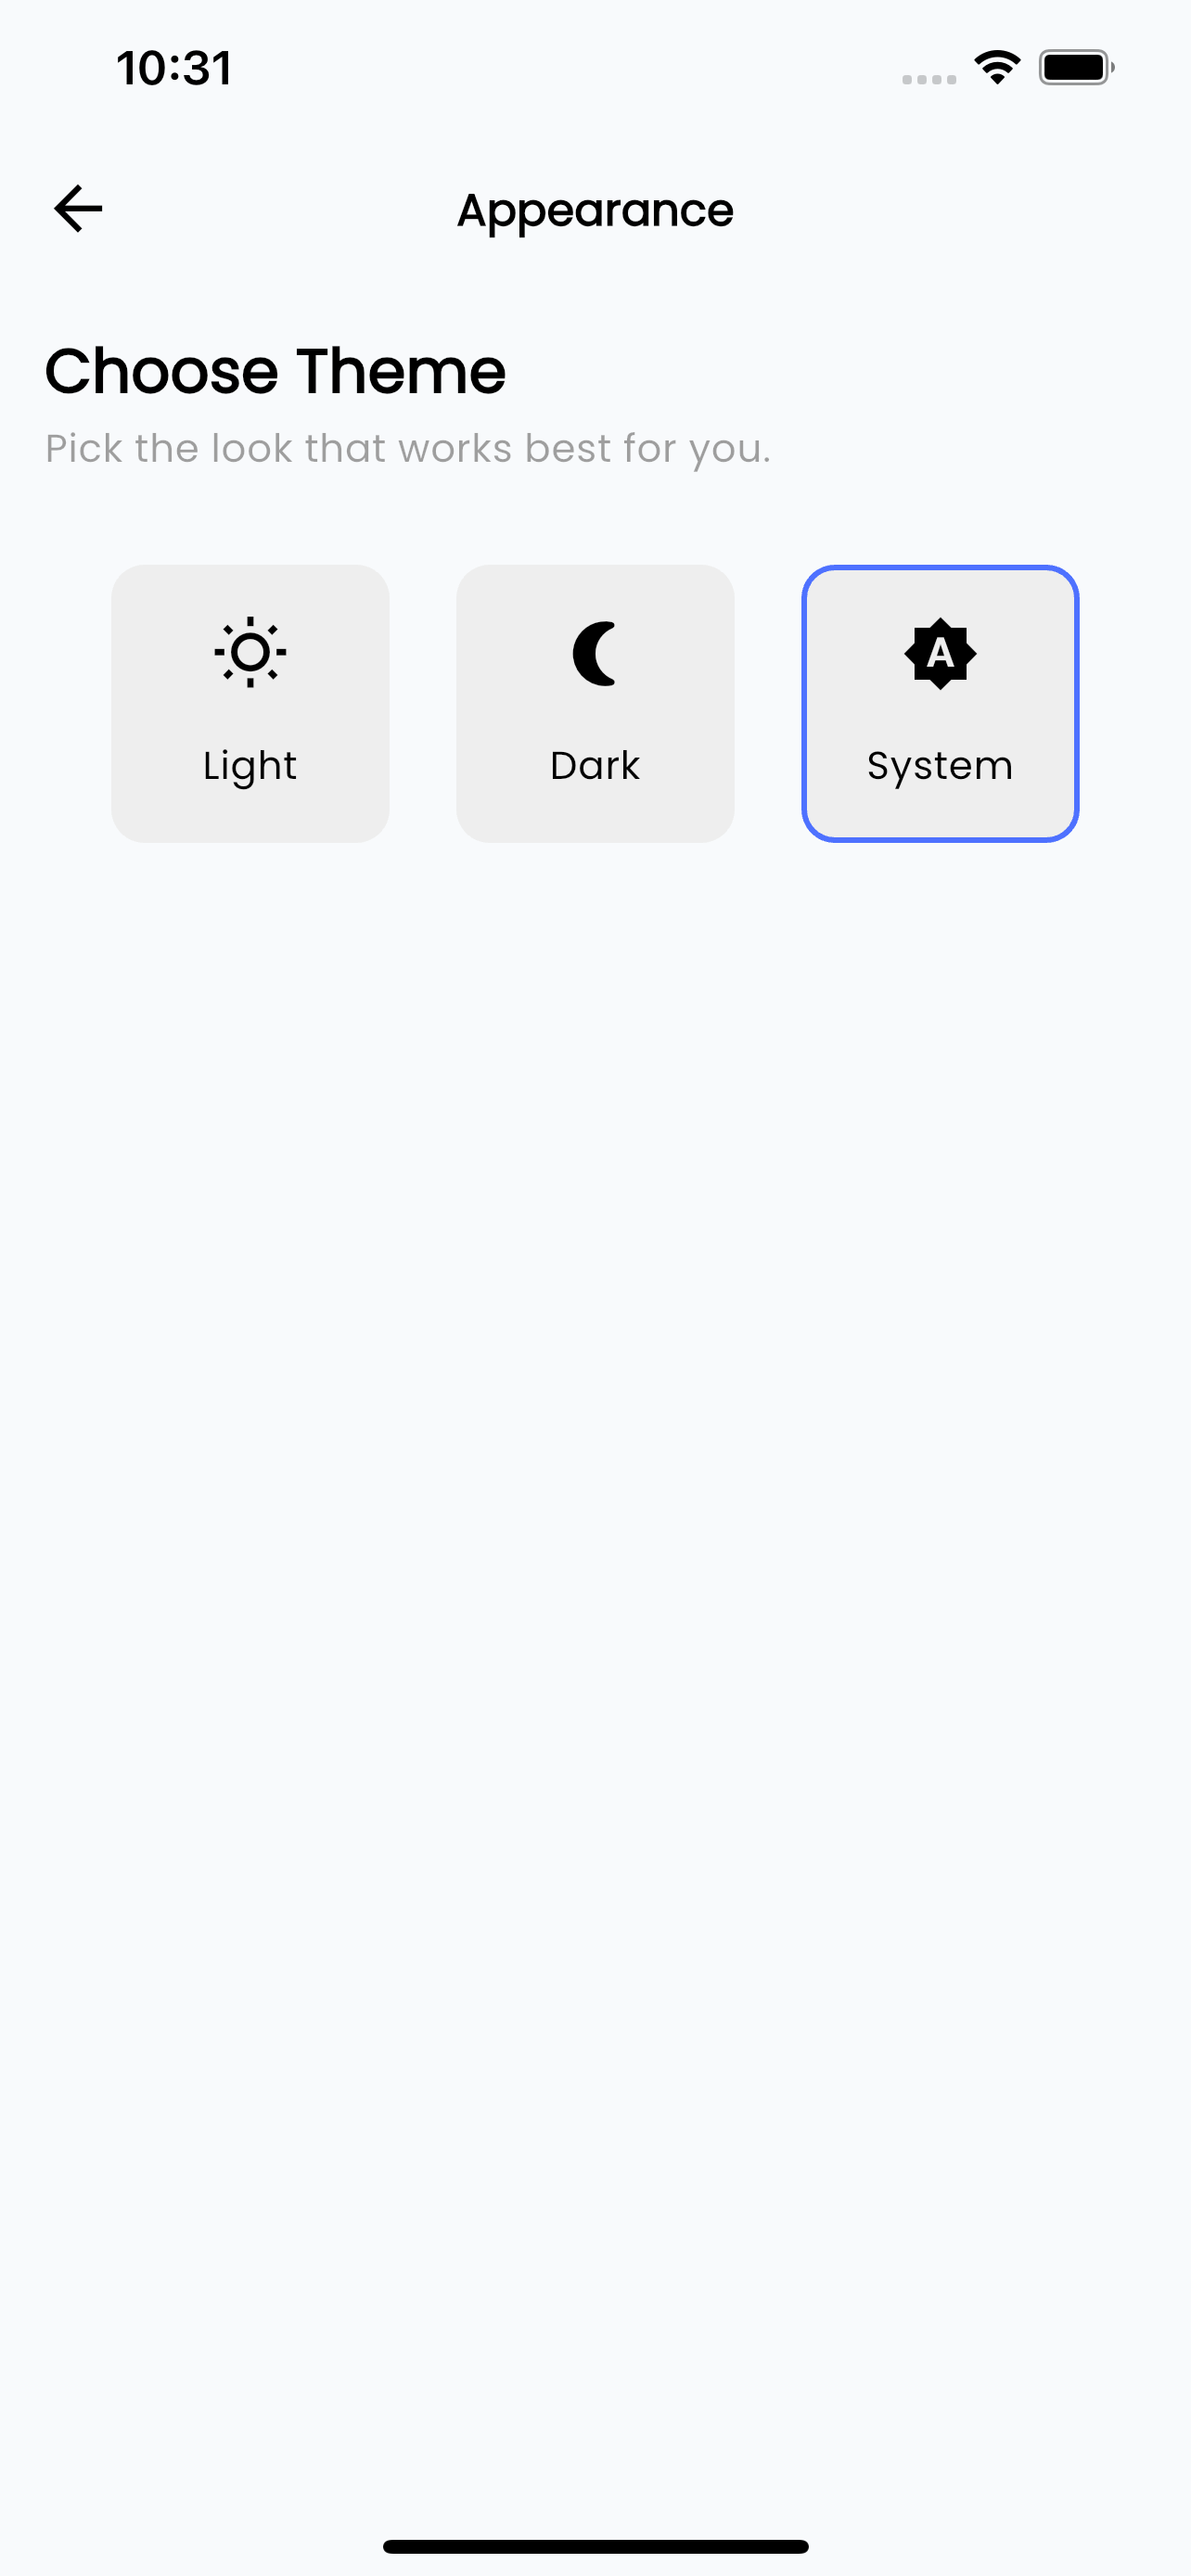 10:31
Appearance
Choose Theme
Pick the look that works best for you.
A
Light
Dark
System